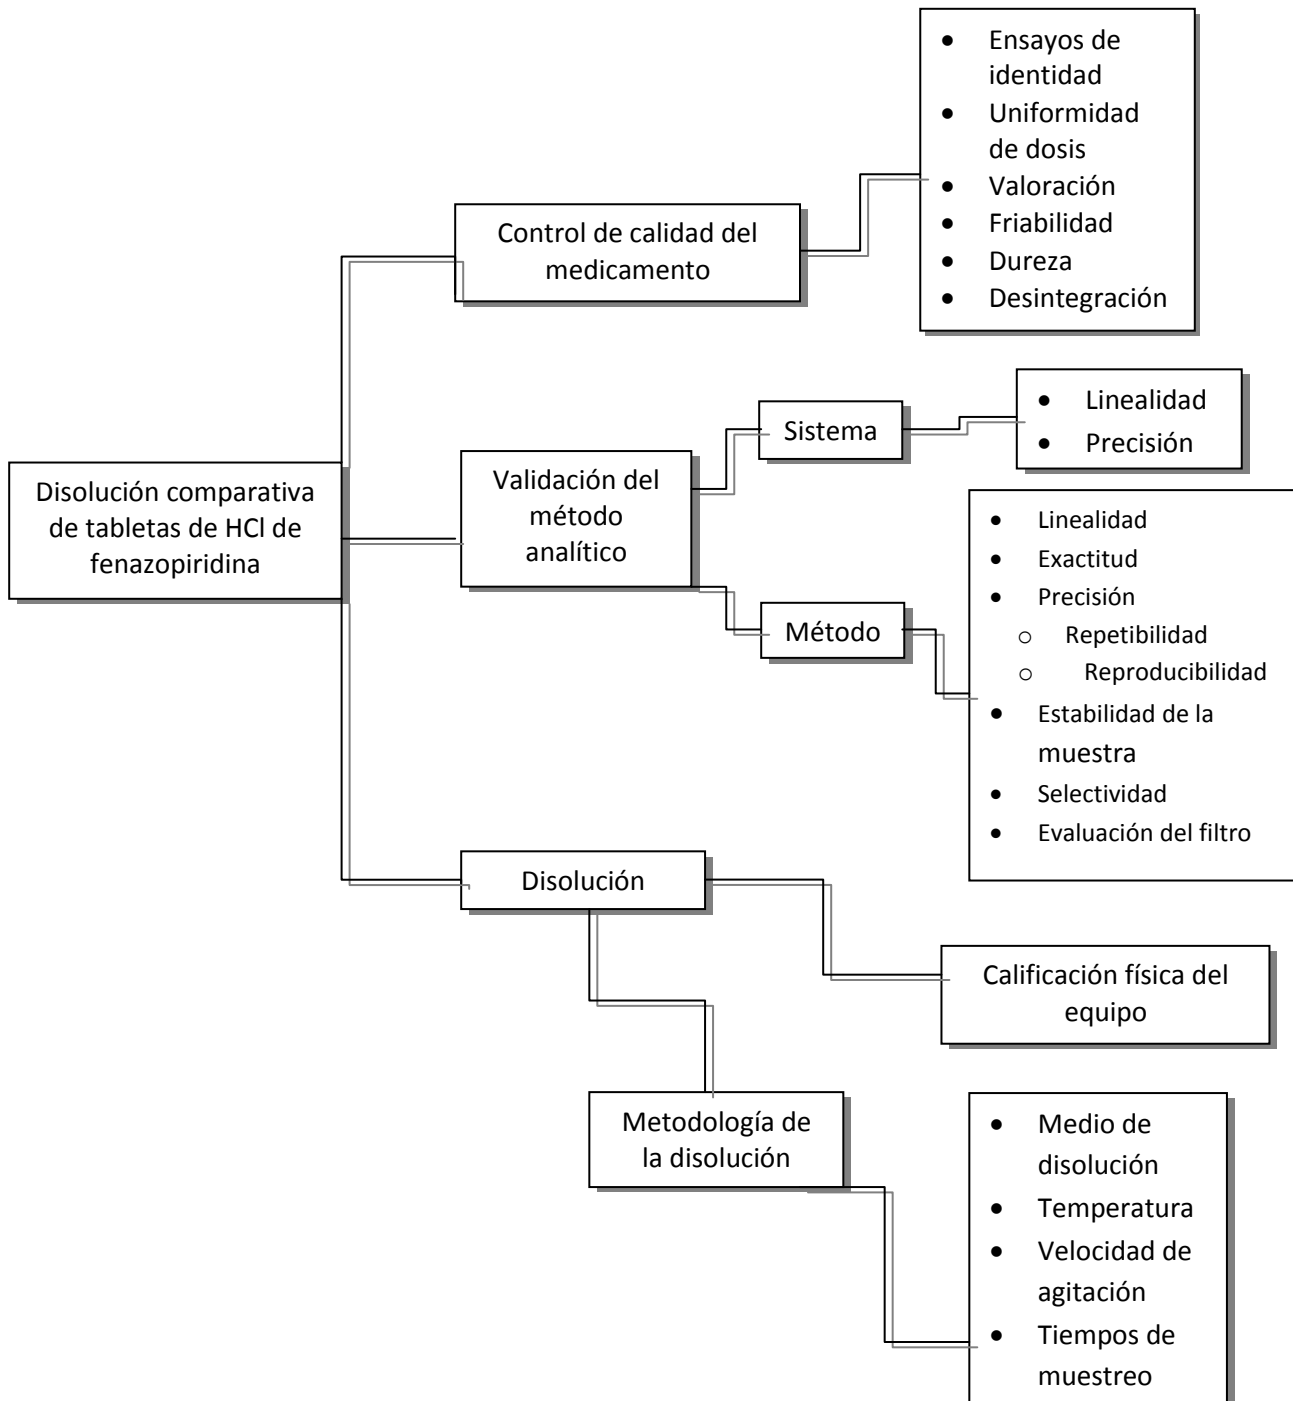 Ensayos de
identidad
Uniformidad
de dosis
Valoración
Friabilidad
Dureza
Desintegración
Control de calidad del
medicamento
Linealidad
Precisión
Sistema
Disolución comparativa
de tabletas de HCl de
fenazopiridina
Validación del
método
analítico
Método
Linealidad
Exactitud
Precisión
o Repetibilidad
o Reproducibilidad
Estabilidad de la
muestra
Selectividad
Evaluación del filtro
Disolución
Calificación física del
equipo
Metodología de
la disolución
Medio de
disolución
Temperatura
Velocidad de
agitación
Tiempos de
muestreo